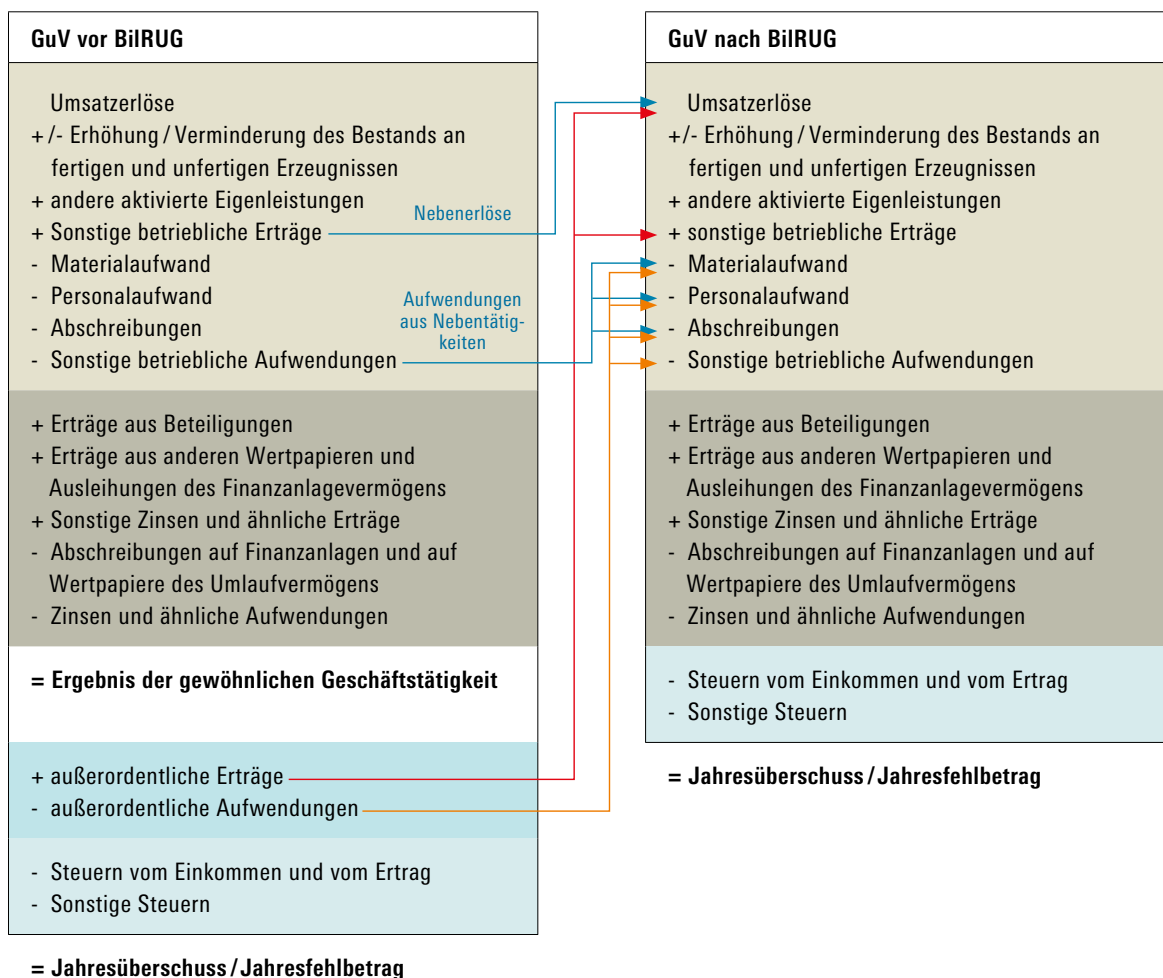 GuV vor BilRUG
Umsatzerlöse
+/- Erhöhung / Verminderung des Bestands an
fertigen und unfertigen Erzeugnissen
+ andere aktivierte Eigenleistungen
+ Sonstige betriebliche Erträge
- Materialaufwand
- Personalaufwand
- Abschreibungen
- Sonstige betriebliche Aufwendungen
+ Erträge aus Beteiligungen
+ Erträge aus anderen Wertpapieren und
Ausleihungen des Finanzanlagevermögens
+ Sonstige Zinsen und ähnliche Erträge
- Abschreibungen auf Finanzanlagen und auf
Wertpapiere des Umlaufvermögens
- Zinsen und ähnliche Aufwendungen
= Ergebnis der gewöhnlichen Geschäftstätigkeit
+ außerordentliche Erträge
- außerordentliche Aufwendungen
- Steuern vom Einkommen und vom Ertrag
- Sonstige Steuern
= Jahresüberschuss / Jahresfehlbetrag
Nebenerlöse
Aufwendungen
aus Nebentätig-
keiten
GuV nach BilRUG
Umsatzerlöse
+/- Erhöhung / Verminderung des Bestands an
fertigen und unfertigen Erzeugnissen
+ andere aktivierte Eigenleistungen
+ sonstige betriebliche Erträge
- Materialaufwand
- Personalaufwand
- Abschreibungen
- Sonstige betriebliche Aufwendungen
+ Erträge aus Beteiligungen
+ Erträge aus anderen Wertpapieren und
Ausleihungen des Finanzanlagevermögens
+ Sonstige Zinsen und ähnliche Erträge
- Abschreibungen auf Finanzanlagen und auf
Wertpapiere des Umlaufvermögens
- Zinsen und ähnliche Aufwendungen
- Steuern vom Einkommen und vom Ertrag
- Sonstige Steuern
= Jahresüberschuss / Jahresfehlbetrag